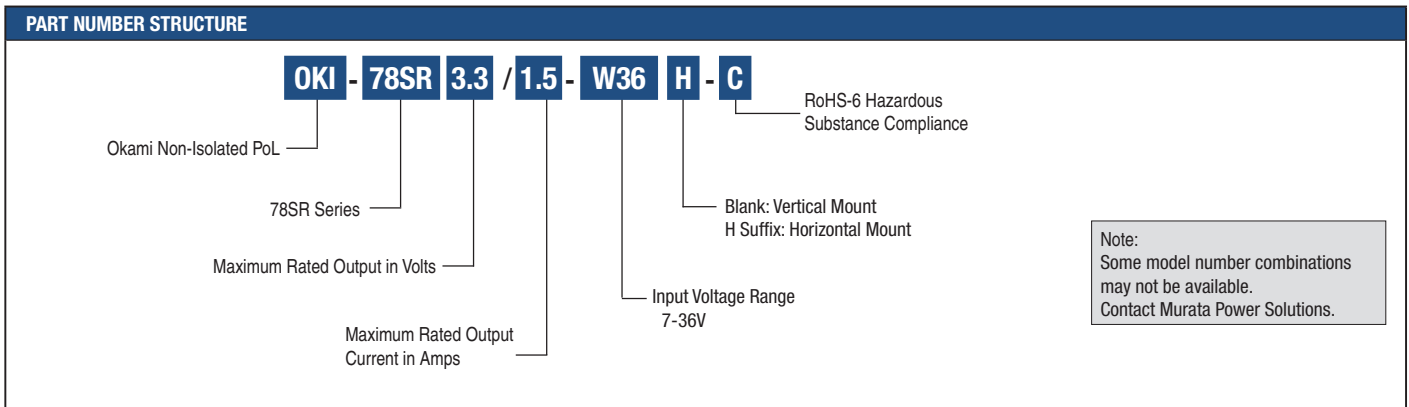 PART NUMBER STRUCTURE
OKI - 78SR 3.3 / 1.5 - W36 H - C
RoHS-6 Hazardous
Substance Compliance
Okami Non-Isolated PoL
78SR Series
Blank: Vertical Mount
H Suffix: Horizontal Mount
Maximum Rated Output in Volts
Input Voltage Range
7-36V
Maximum Rated Output
Current in Amps
Note:
Some model number combinations
may not be available.
Contact Murata Power Solutions.